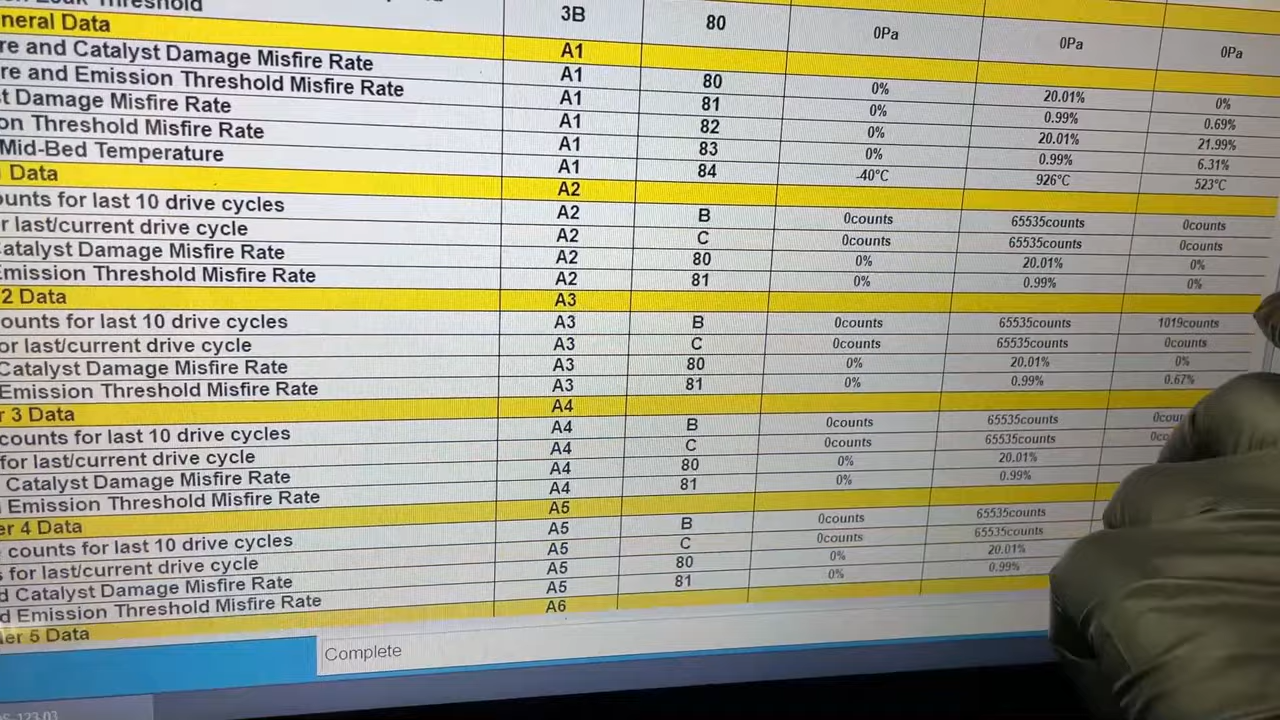 Threshold 3B 80 0Pa 0Pa 0Pa
neral Data A1
re and Catalyst Damage Misfire Rate A1 80 0% 20.01% 0%
re and Emission Threshold Misfire Rate A1 81 0% 0.99% 0.69%
t Damage Misfire Rate A1 82 0% 20.01% 21.99%
on Threshold Misfire Rate A1 83 0% 0.99% 6.31%
Mid-Bed Temperature A1 84 -40°C 926°C 523°C
Data A2
ounts for last 10 drive cycles A2 B 0counts 65535counts 0counts
r last/current drive cycle A2 C 0counts 65535counts 0counts
atalyst Damage Misfire Rate A2 80 0% 20.01% 0%
mission Threshold Misfire Rate A2 81 0% 0.99% 0%
2 Data A3
ounts for last 10 drive cycles A3 B 0counts 65535counts 1019counts
or last/current drive cycle A3 C 0counts 65535counts 0counts
Catalyst Damage Misfire Rate A3 80 0% 20.01% 0%
Emission Threshold Misfire Rate A3 81 0% 0.99% 0.67%
r 3 Data A4
counts for last 10 drive cycles A4 B 0counts 65535counts 0cour
for last/current drive cycle A4 C 0counts 65535counts 0co
Catalyst Damage Misfire Rate A4 80 0% 20.01%
Emission Threshold Misfire Rate A4 81 0% 0.99%
er 4 Data A5
counts for last 10 drive cycles A5 B 0counts 65535counts
s for last/current drive cycle A5 C 0counts 65535counts
d Catalyst Damage Misfire Rate A5 80 0% 20.01%
d Emission Threshold Misfire Rate A5 81 0% 0.99%
der 5 Data A6
Complete
123.03